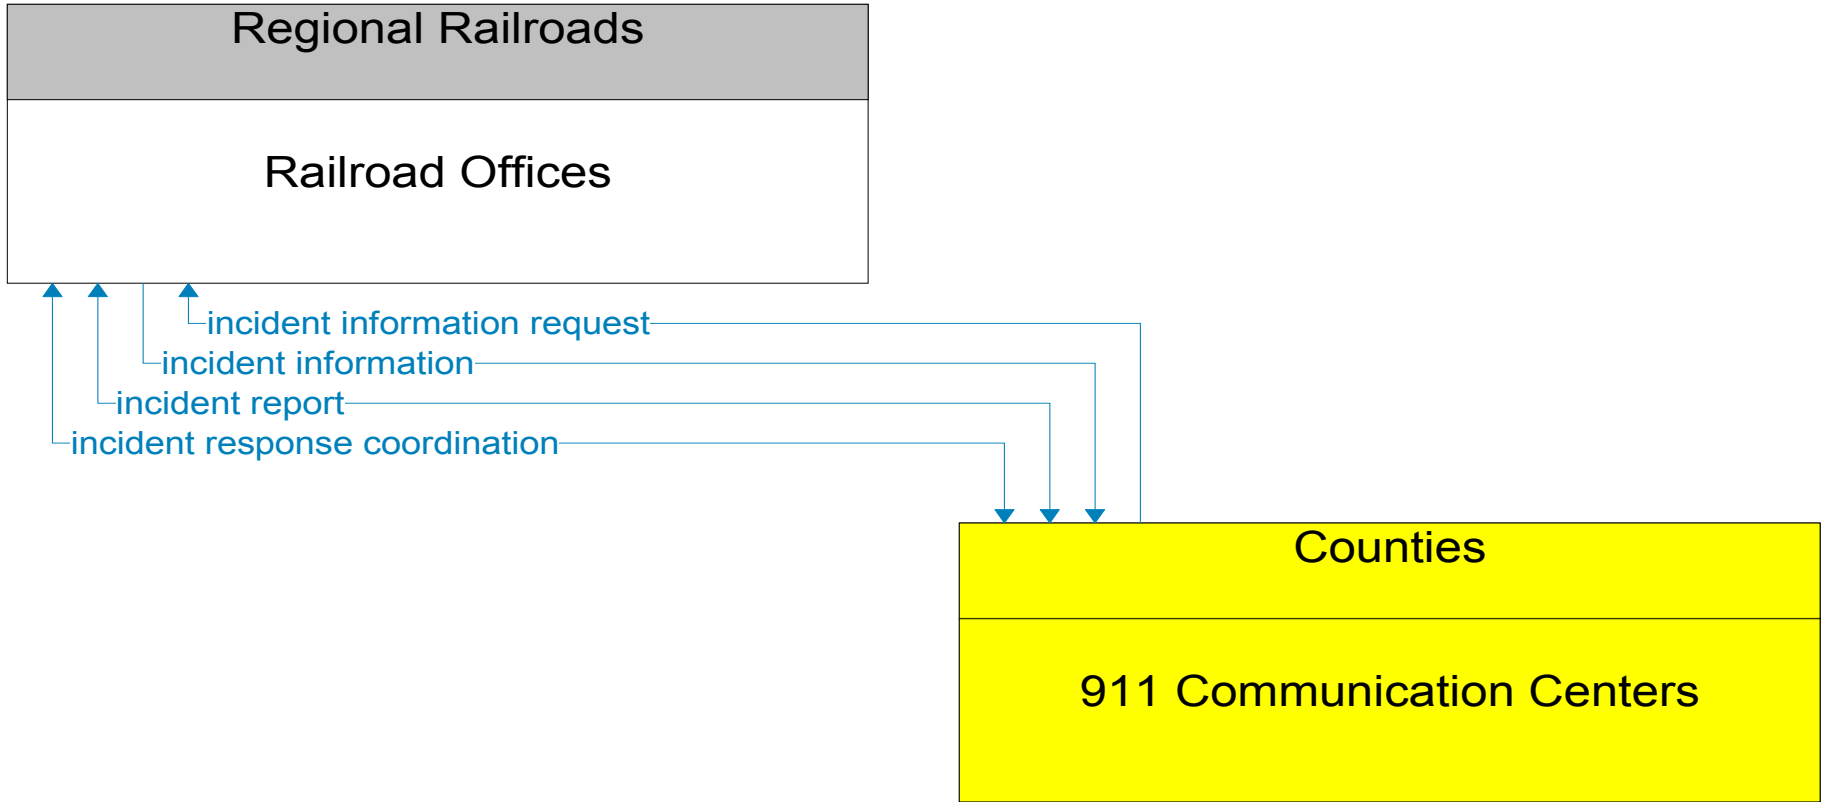 Regional Railroads
Railroad Offices
incident information request
incident information
incident report
incident response coordination
Counties
911 Communication Centers